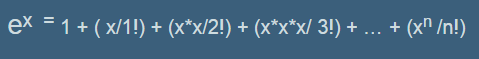 eˣ = 1 + ( x/1!) + (x*x/2!) + (x*x*x/ 3!) + … + (xⁿ /n!)